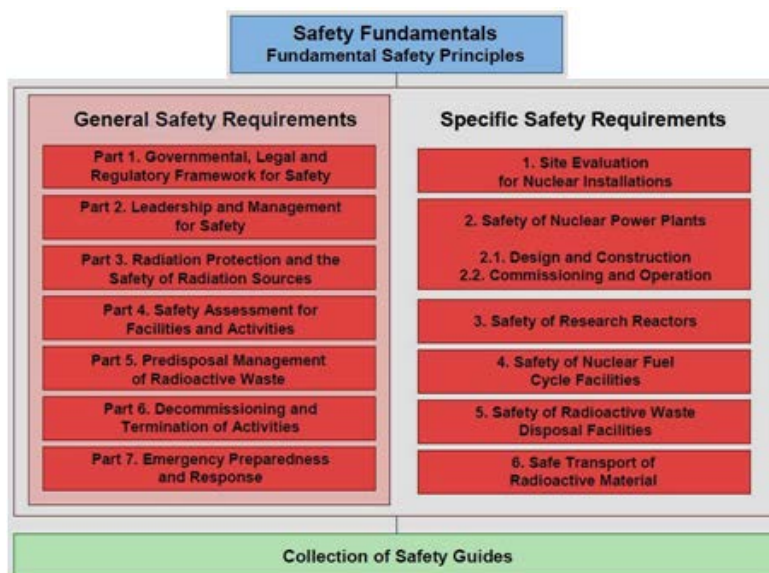 Safety Fundamentals
Fundamental Safety Principles
General Safety Requirements
Part 1. Governmental, Legal and
Regulatory Framework for Safety
Part 2. Leadership and Management
for Safety
Part 3. Radiation Protection and the
Safety of Radiation Sources
Part 4. Safety Assessment for
Facilities and Activities
Part 5. Predisposal Management
of Radioactive Waste
Part 6. Decommissioning and
Termination of Activities
Part 7. Emergency Preparedness
and Response
Specific Safety Requirements
1. Site Evaluation
for Nuclear Installations
2. Safety of Nuclear Power Plants
2.1. Design and Construction
2.2. Commissioning and Operation
3. Safety of Research Reactors
4. Safety of Nuclear Fuel
Cycle Facilities
5. Safety of Radioactive Waste
Disposal Facilities
6. Safe Transport of
Radioactive Material
Collection of Safety Guides